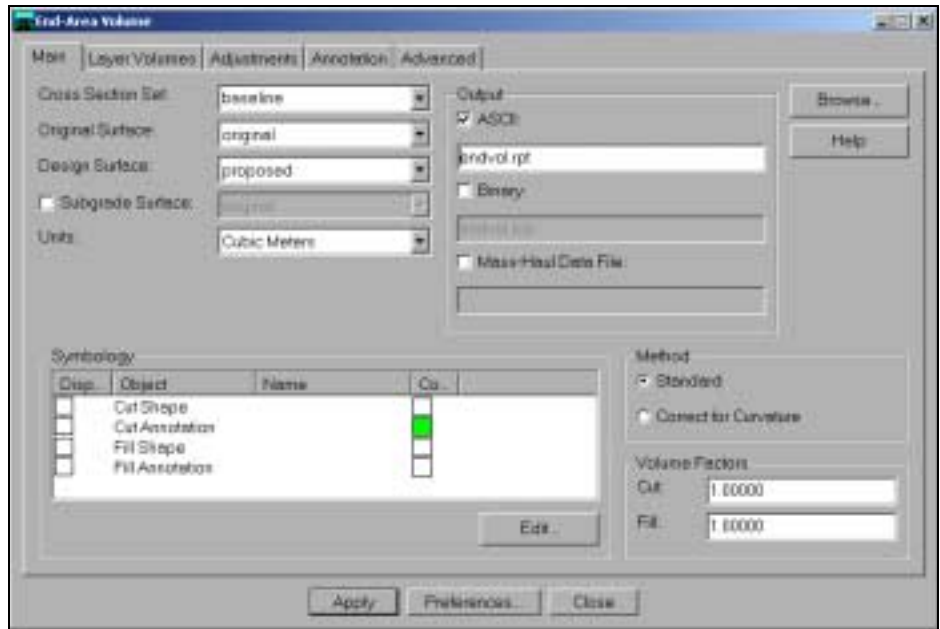 End-Area Volume
Main Layer Volumes Adjustments Annotation Advanced
Cross Section Set: baseline
Original Surface: original
Design Surface: proposed
Subgrade Surface: original
Units: Cubic Meters
Output
ASCII:
endvol.rpt
Binary
Mass-Haul Data File:
Browse..
Help
Symbology
Disp.. Object Name Co..
Cut Shape
Cut Annotation
Fill Shape
Fill Annotation
Edit..
Method
Standard
Correct for Curvature
Volume Factors
Cut: 1.00000
Fill: 1.00000
Apply Preferences... Close